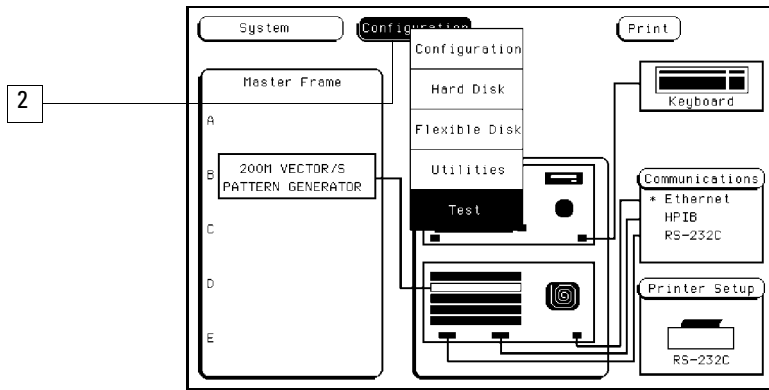 System
Configuration
Print
Configuration
Hard Disk
Flexible Disk
Utilities
Test
2
Master Frame
A
B
200M VECTOR/S
PATTERN GENERATOR
C
D
E
Keyboard
Communications
* Ethernet
HPIB
RS-232C
Printer Setup
RS-232C